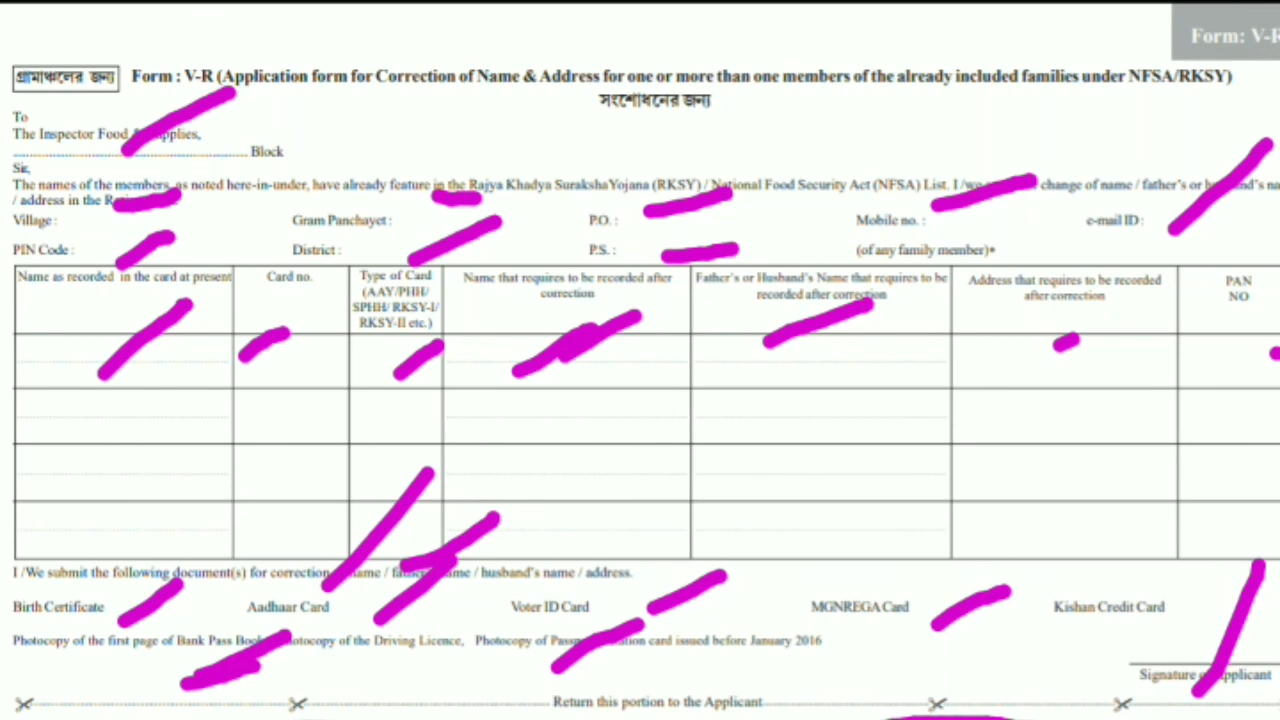 Form: V-R
গ্রামাঞ্চলের জন্য Form : V-R (Application form for Correction of Name & Address for one or more than one members of the already included families under NFSA/RKSY)
সংশোধনের জন্য
To
The Inspector Food & Supplies,
Block
Sir,
The names of the members, as noted here-in-under, have already feature in the Rajya Khadya SurakshaYojana (RKSY) / National Food Security Act (NFSA) List. I /we change of name / father's or
/ address in the
Village : Gram Panchayet : P.O. : Mobile no. : e-mail ID :
PIN Code : District : P.S. : (of any family member)*
Name as recorded in the card at present Card no. Type of Card (AAY/PHH/ SPHH/ RKSY-I/ RKSY-II etc.) Name that requires to be recorded after correction Father's or Husband's Name that requires to be recorded after correction Address that requires to be recorded after correction PAN NO
I /We submit the following document(s) for correction name / name / husband's name / address.
Birth Certificate Aadhaar Card Voter ID Card MGNREGA Card Kishan Credit Card
Photocopy of the first page of Bank Pass Book, Photocopy of the Driving Licence, Photocopy of card issued before January 2016
Signature of Applicant
Return this portion to the Applicant